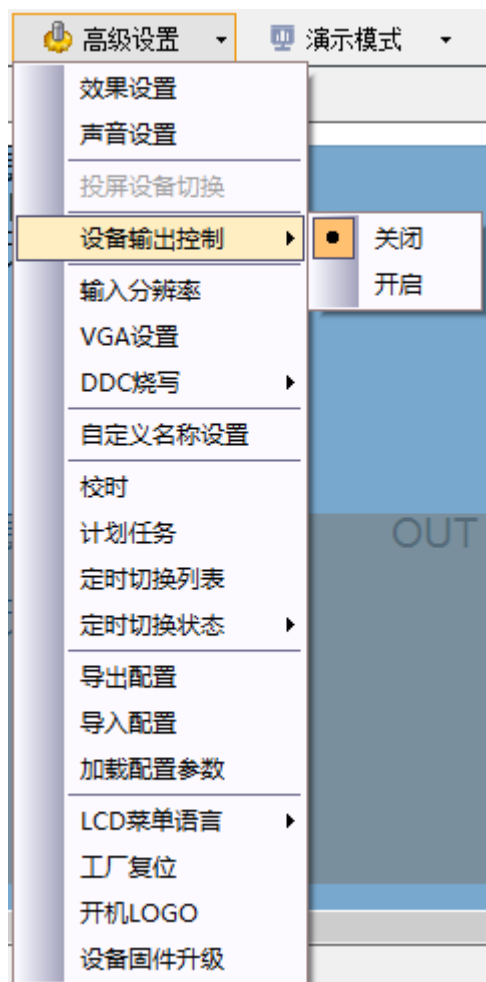 高级设置 演示模式
效果设置
声音设置
投屏设备切换
设备输出控制 关闭
开启
输入分辨率
VGA设置
DDC烧写
自定义名称设置
校时
计划任务 OUT
定时切换列表
定时切换状态
导出配置
导入配置
加载配置参数
LCD菜单语言
工厂复位
开机LOGO
设备固件升级